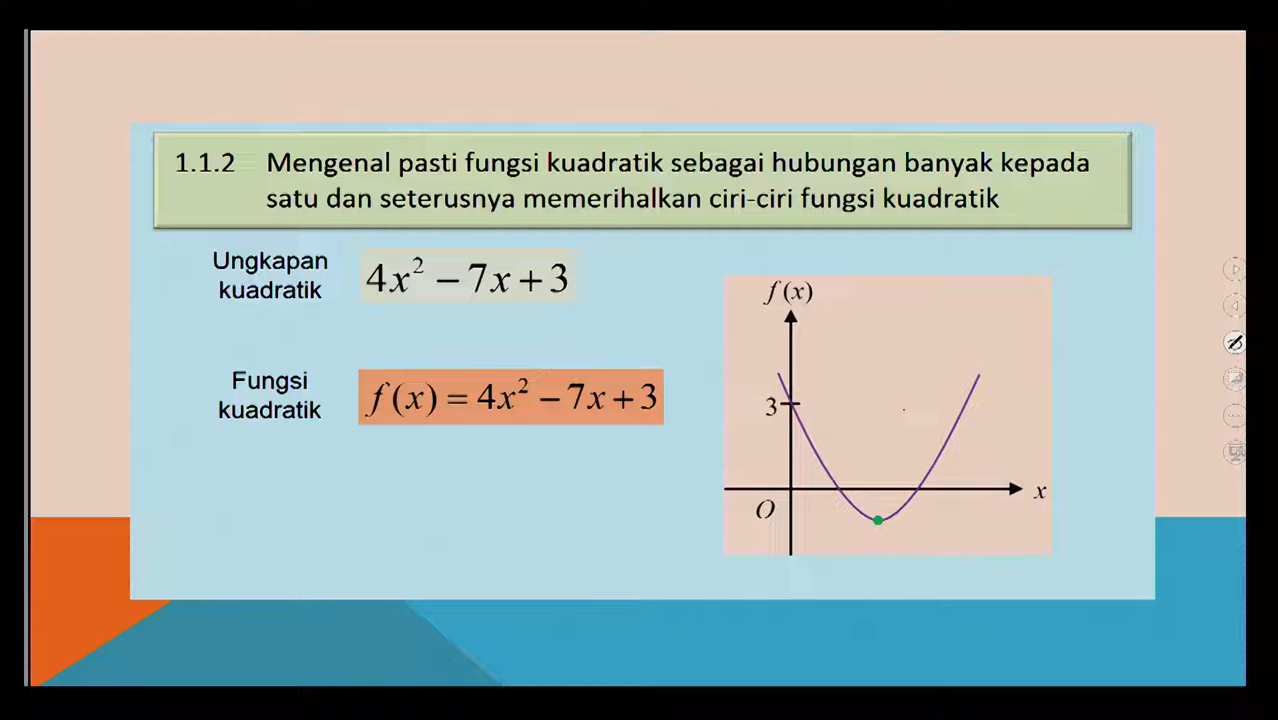 1.1.2 Mengenal pasti fungsi kuadratik sebagai hubungan banyak kepada
satu dan seterusnya memerihalkan ciri-ciri fungsi kuadratik
Ungkapan
kuadratik
4x² − 7x + 3
Fungsi
kuadratik
f(x) = 4x² − 7x + 3
f(x)
3
O
x